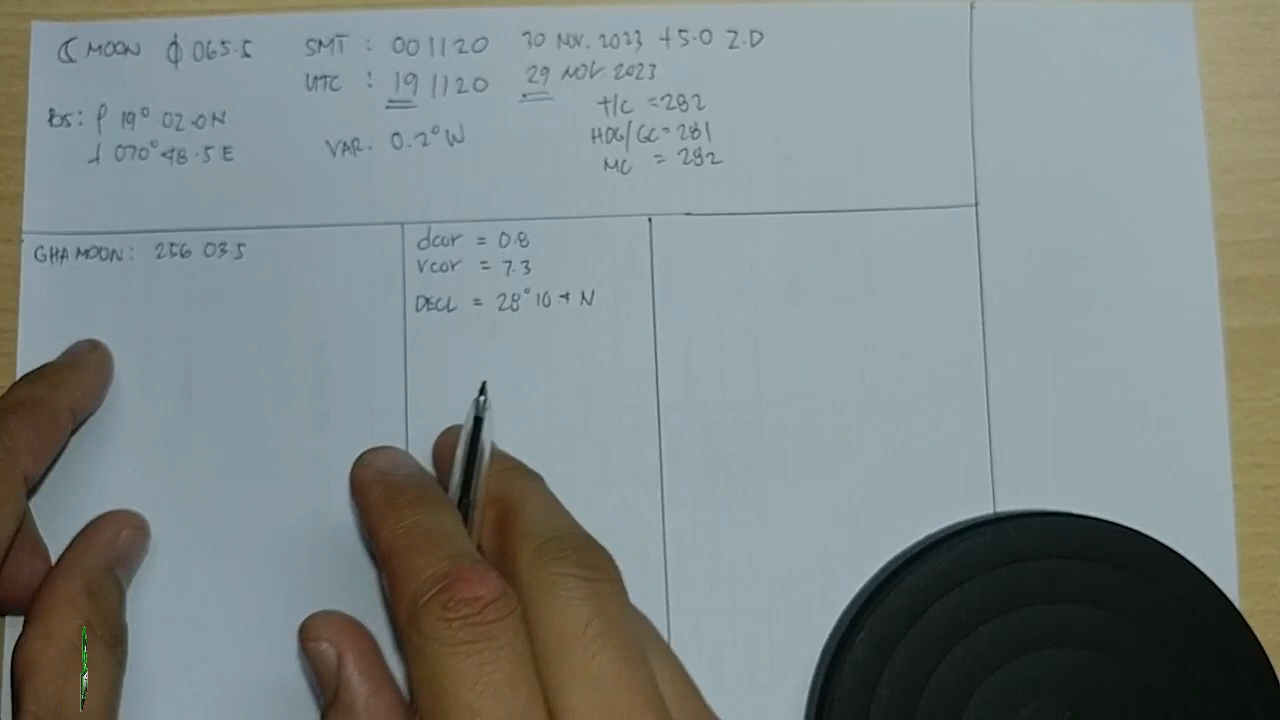 ☾ MOON ϕ 065.5
SMT : 001120 30 NOV. 2023 +5.0 Z.D
UTC : 191120 29 NOV 2023
POS: φ 19° 02.0N
λ 070° 48.5 E
VAR. 0.2° W
T/C = 282
HDG/GC = 281
MC = 282
GHA MOON: 256 03.5
dcor = 0.8
vcor = 7.3
DECL = 28° 10.4 N